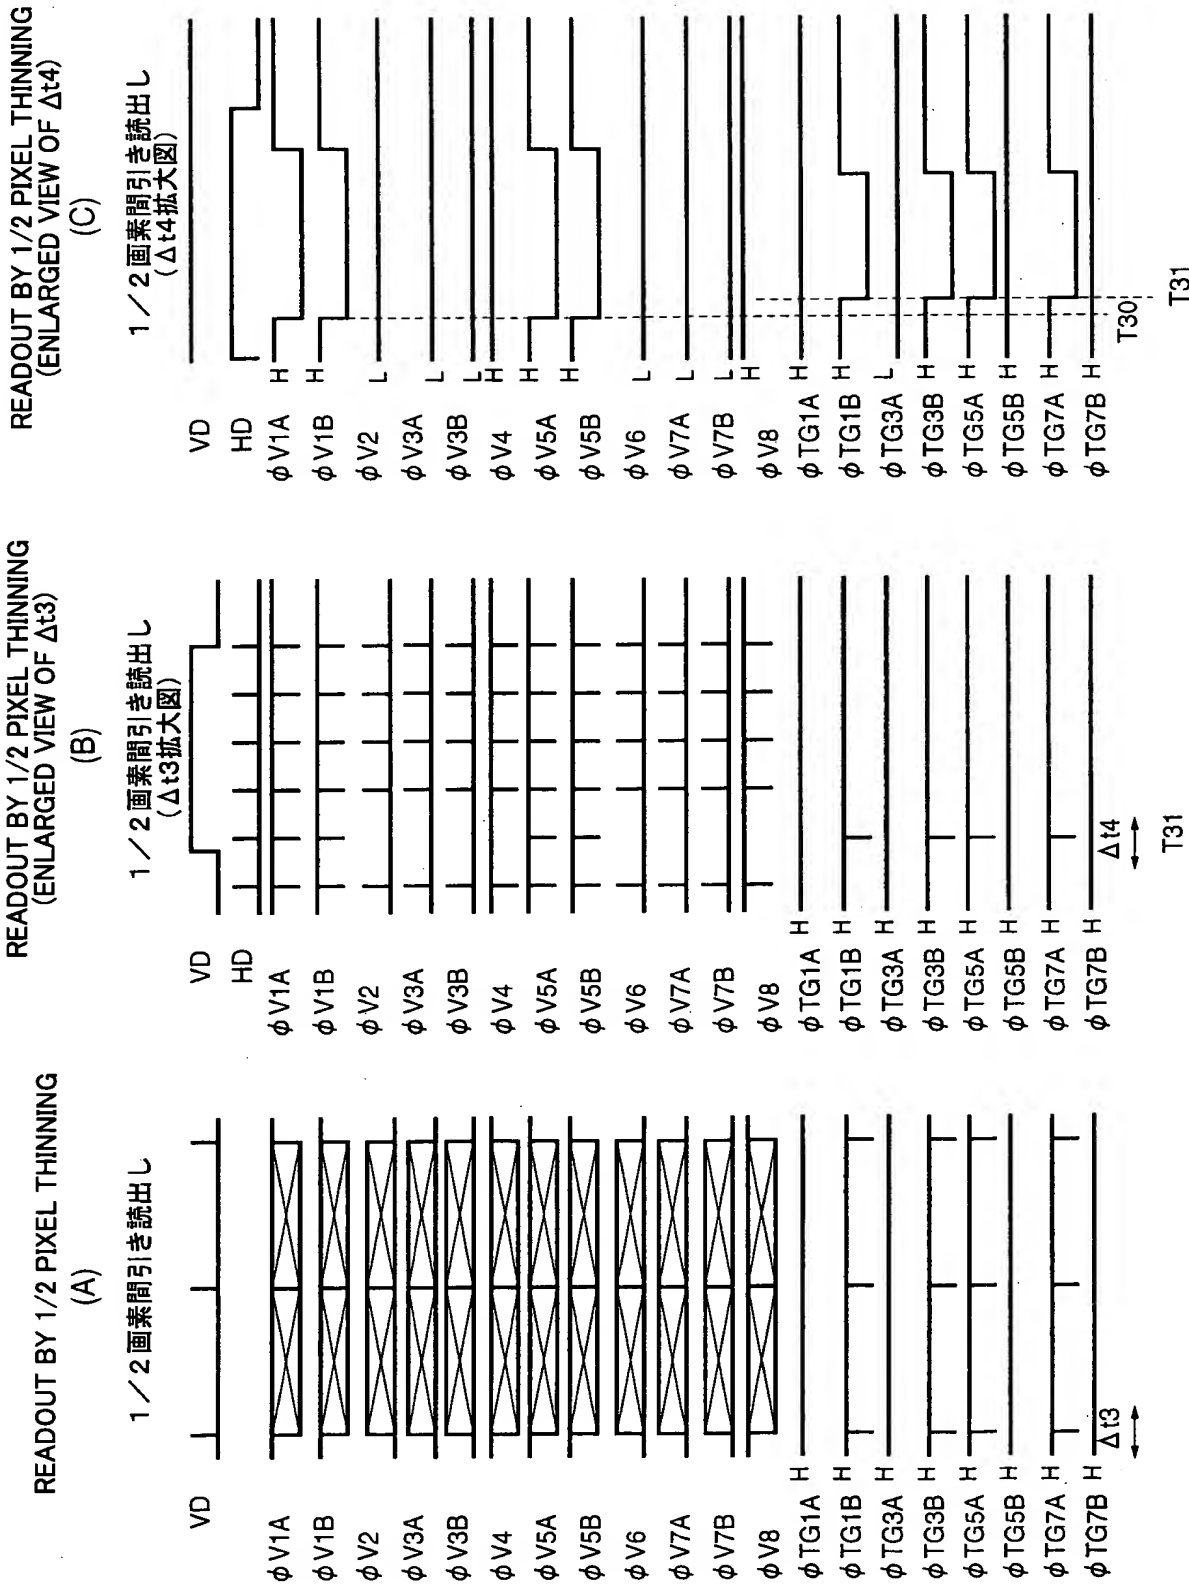 READOUT BY 1/2 PIXEL THINNING
(A)
1/2画素間引き読出し
VD
φV1A
φV1B
φV2
φV3A
φV3B
φV4
φV5A
φV5B
φV6
φV7A
φV7B
φV8
φTG1A H
φTG1B H
φTG3A H
φTG3B H
φTG5A H
φTG5B H
φTG7A H
φTG7B H
Δt3
READOUT BY 1/2 PIXEL THINNING
(ENLARGED VIEW OF Δt3)
(B)
1/2画素間引き読出し
(Δt3拡大図)
VD
HD
φV1A
φV1B
φV2
φV3A
φV3B
φV4
φV5A
φV5B
φV6
φV7A
φV7B
φV8
φTG1A H
φTG1B H
φTG3A H
φTG3B H
φTG5A H
φTG5B H
φTG7A H
φTG7B H
Δt4
T31
READOUT BY 1/2 PIXEL THINNING
(ENLARGED VIEW OF Δt4)
(C)
1/2画素間引き読出し
(Δt4拡大図)
VD
HD
φV1A H
φV1B H
φV2 L
φV3A L
φV3B L
φV4 H
φV5A H
φV5B H
φV6 L
φV7A L
φV7B L
φV8 H
φTG1A H
φTG1B H
φTG3A L
φTG3B H
φTG5A H
φTG5B H
φTG7A H
φTG7B H
T30
T31